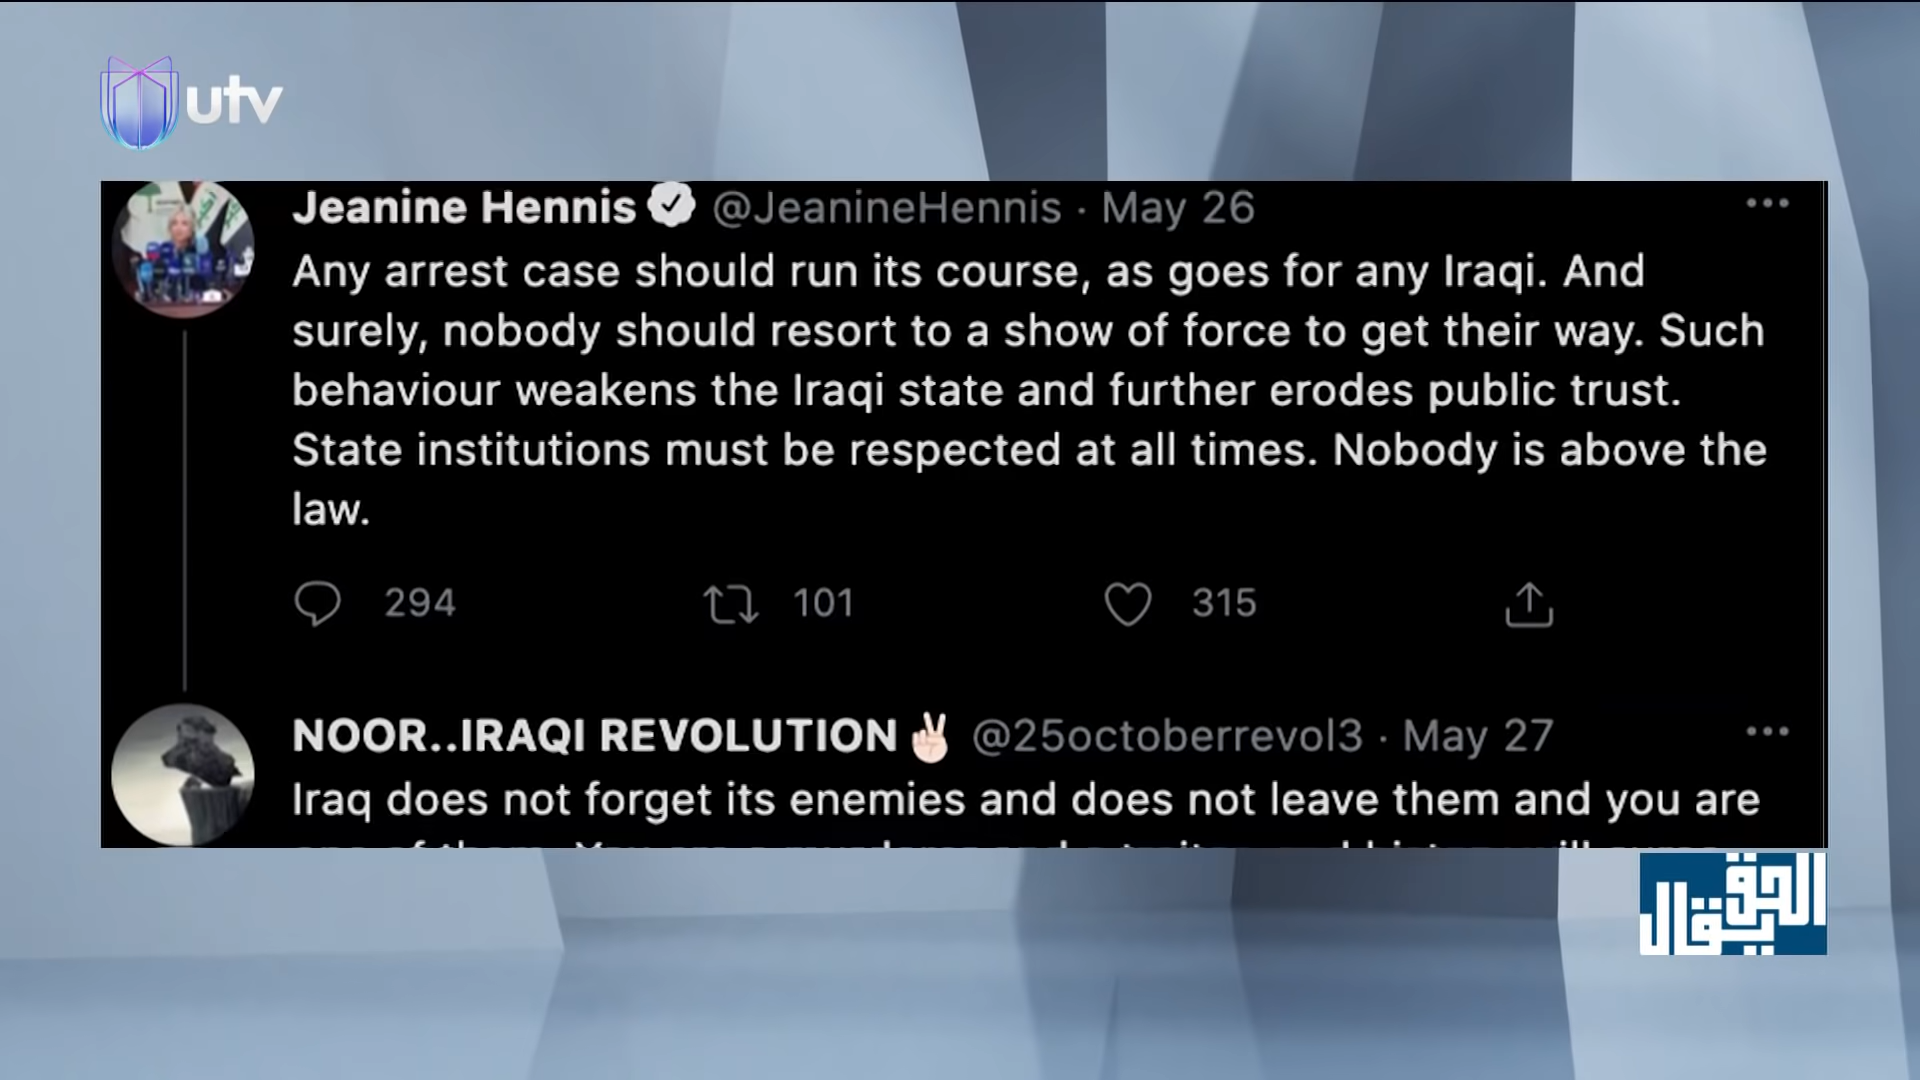 utv
Jeanine Hennis @JeanineHennis · May 26
Any arrest case should run its course, as goes for any Iraqi. And
surely, nobody should resort to a show of force to get their way. Such
behaviour weakens the Iraqi state and further erodes public trust.
State institutions must be respected at all times. Nobody is above the
law.
294 101 315
NOOR..IRAQI REVOLUTION✌🏻 @25octoberrevol3 · May 27
Iraq does not forget its enemies and does not leave them and you are
الحق
يقال